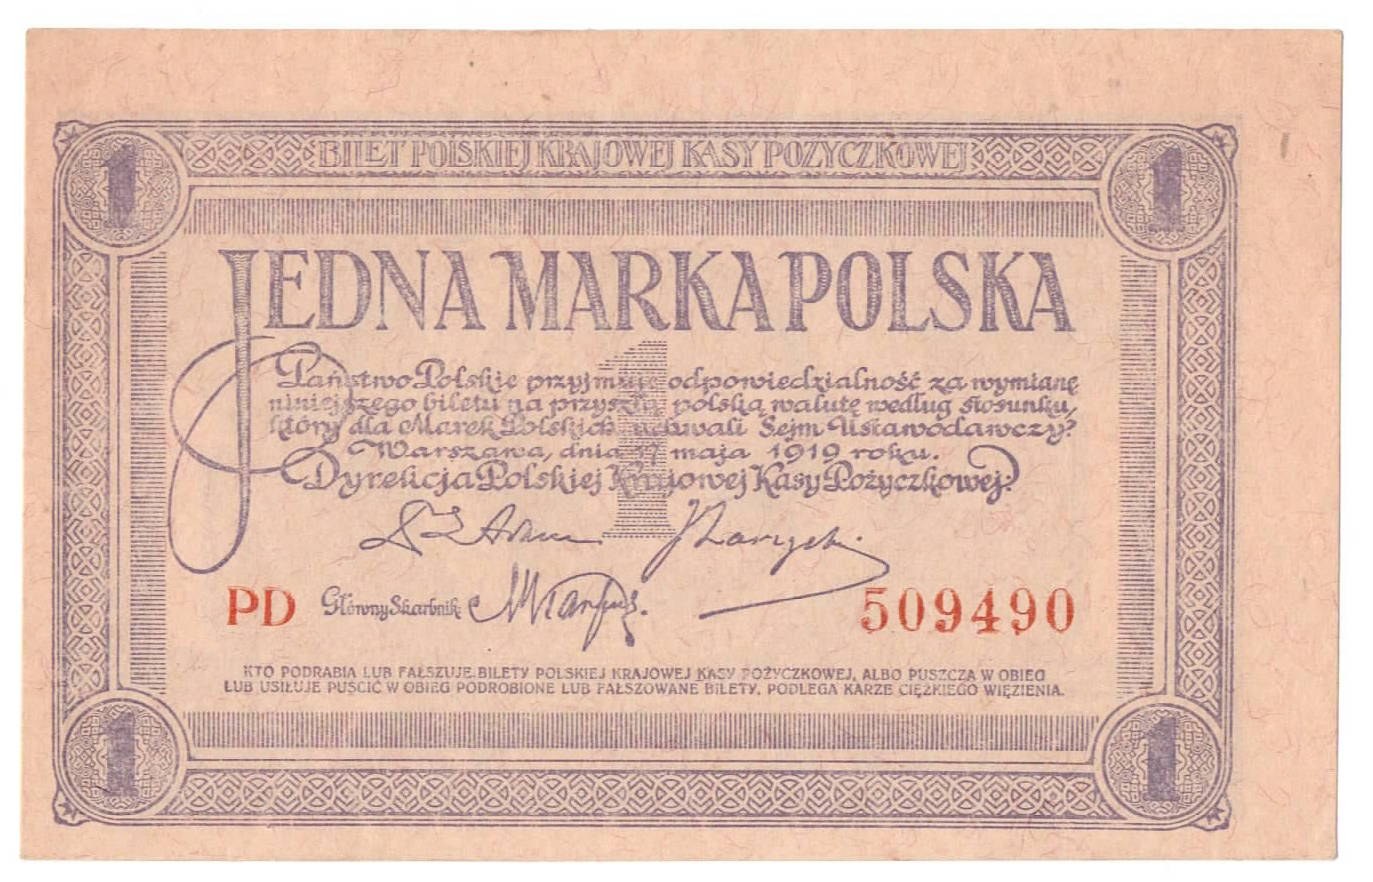 1 BILET POLSKIEJ KRAJOWEJ KASY POŻYCZKOWEJ 1
JEDNA MARKA POLSKA
Państwo Polskie przyjmuje odpowiedzialność za wymianę
niniejszego biletu na przyszłą polską walutę według stosunku,
który dla Marek Polskich uchwali Sejm Ustawodawczy.
Warszawa, dnia 17 maja 1919 roku.
Dyrekcja Polskiej Krajowej Kasy Pożyczkowej.
1
PD Główny Skarbnik 509490
KTO PODRABIA LUB FAŁSZUJE BILETY POLSKIEJ KRAJOWEJ KASY POŻYCZKOWEJ, ALBO PUSZCZA W OBIEG
LUB USIŁUJE PUŚCIĆ W OBIEG PODROBIONE LUB FAŁSZOWANE BILETY, PODLEGA KARZE CIĘŻKIEGO WIĘZIENIA.
1 1